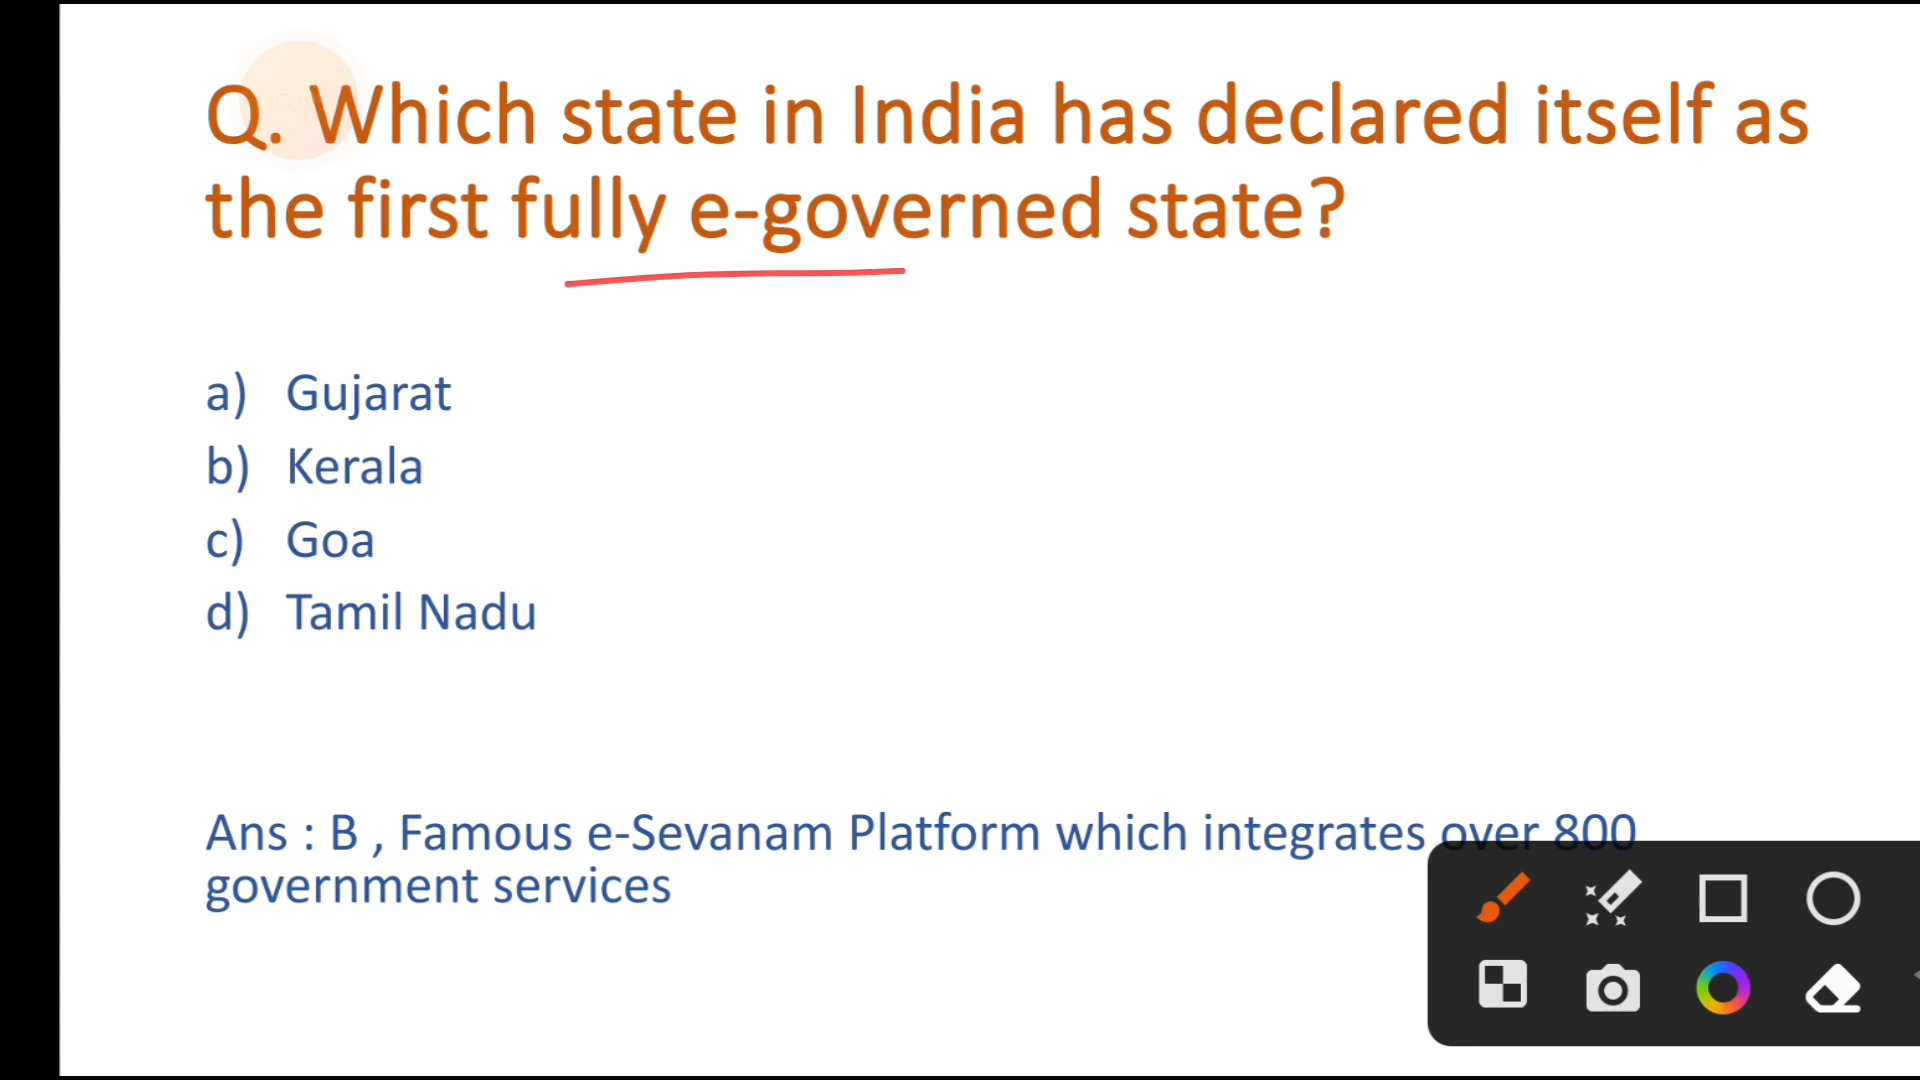 Q. Which state in India has declared itself as
the first fully e-governed state?
a) Gujarat
b) Kerala
c) Goa
d) Tamil Nadu
Ans : B , Famous e-Sevanam Platform which integrates over 800
government services